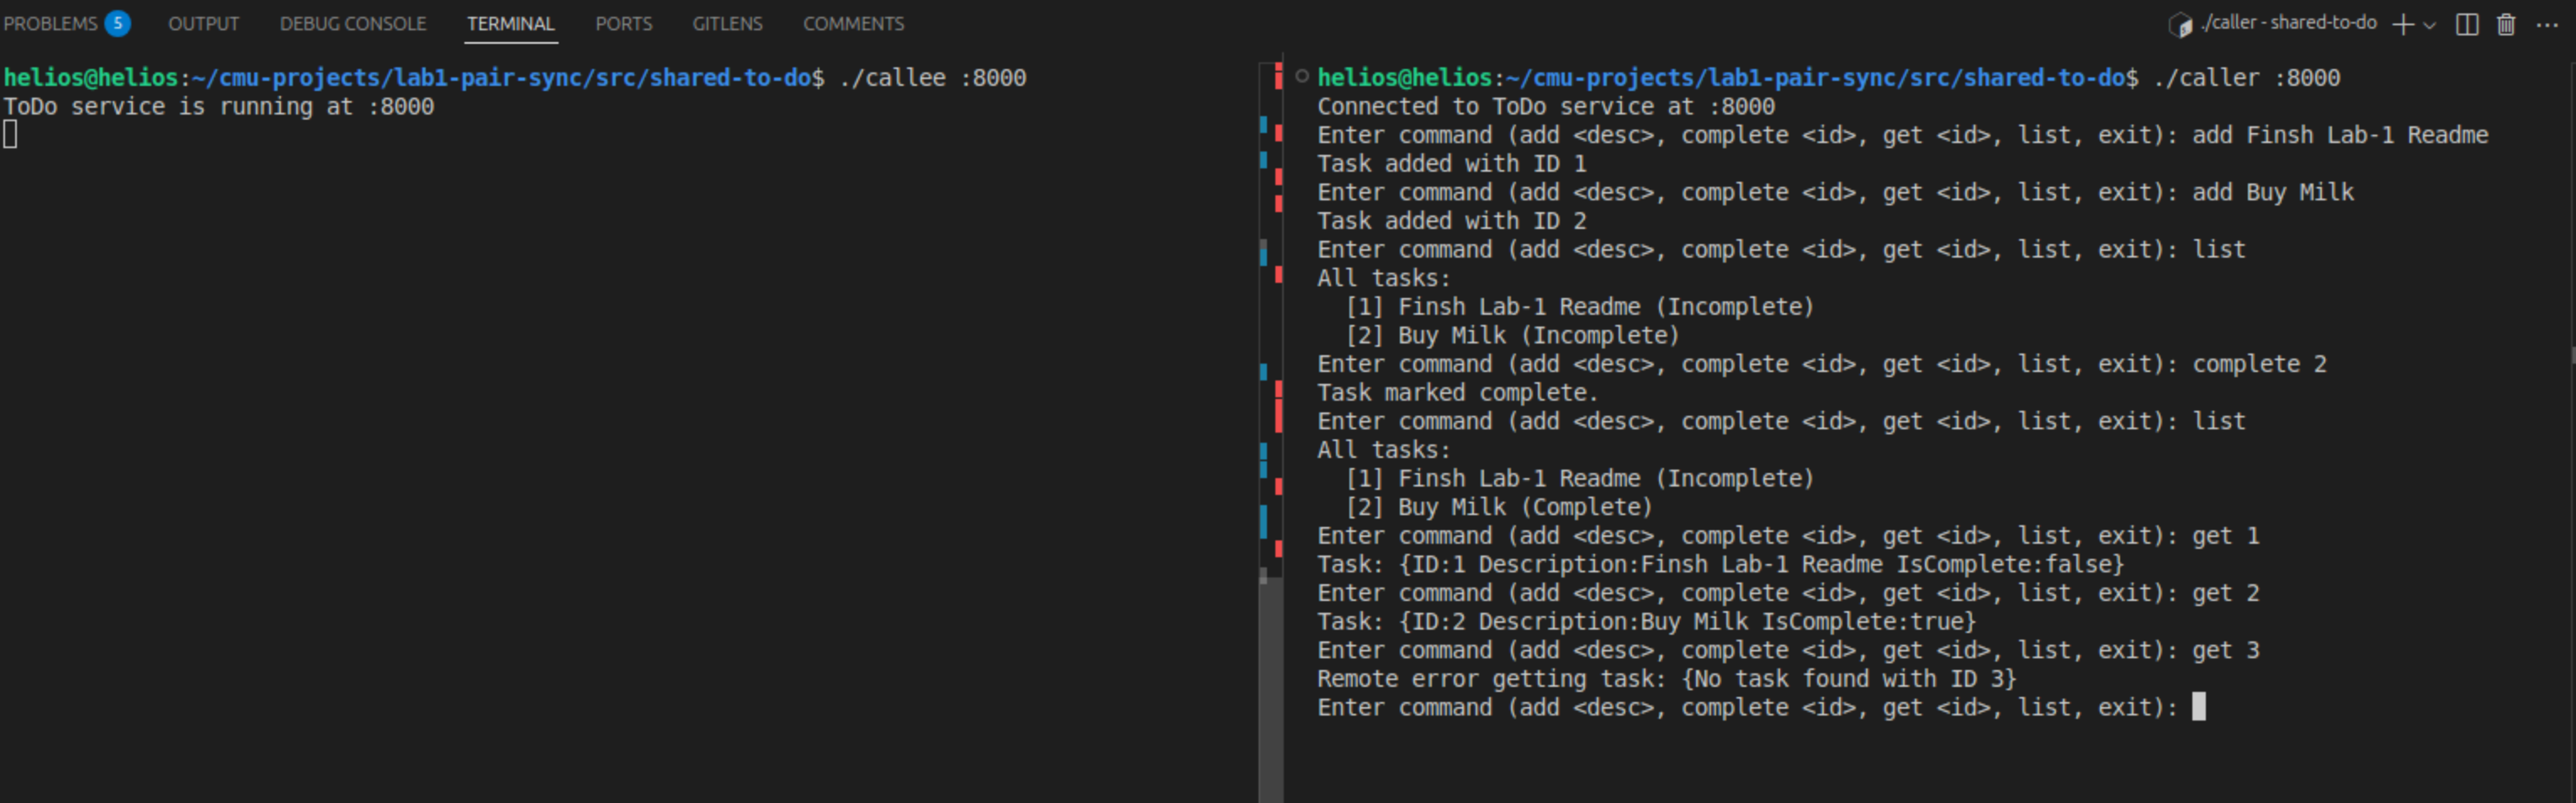 PROBLEMS 5 OUTPUT DEBUG CONSOLE TERMINAL PORTS GITLENS COMMENTS ./caller - shared-to-do
helios@helios:~/cmu-projects/lab1-pair-sync/src/shared-to-do$ ./callee :8000
ToDo service is running at :8000
helios@helios:~/cmu-projects/lab1-pair-sync/src/shared-to-do$ ./caller :8000
Connected to ToDo service at :8000
Enter command (add <desc>, complete <id>, get <id>, list, exit): add Finsh Lab-1 Readme
Task added with ID 1
Enter command (add <desc>, complete <id>, get <id>, list, exit): add Buy Milk
Task added with ID 2
Enter command (add <desc>, complete <id>, get <id>, list, exit): list
All tasks:
  [1] Finsh Lab-1 Readme (Incomplete)
  [2] Buy Milk (Incomplete)
Enter command (add <desc>, complete <id>, get <id>, list, exit): complete 2
Task marked complete.
Enter command (add <desc>, complete <id>, get <id>, list, exit): list
All tasks:
  [1] Finsh Lab-1 Readme (Incomplete)
  [2] Buy Milk (Complete)
Enter command (add <desc>, complete <id>, get <id>, list, exit): get 1
Task: {ID:1 Description:Finsh Lab-1 Readme IsComplete:false}
Enter command (add <desc>, complete <id>, get <id>, list, exit): get 2
Task: {ID:2 Description:Buy Milk IsComplete:true}
Enter command (add <desc>, complete <id>, get <id>, list, exit): get 3
Remote error getting task: {No task found with ID 3}
Enter command (add <desc>, complete <id>, get <id>, list, exit):